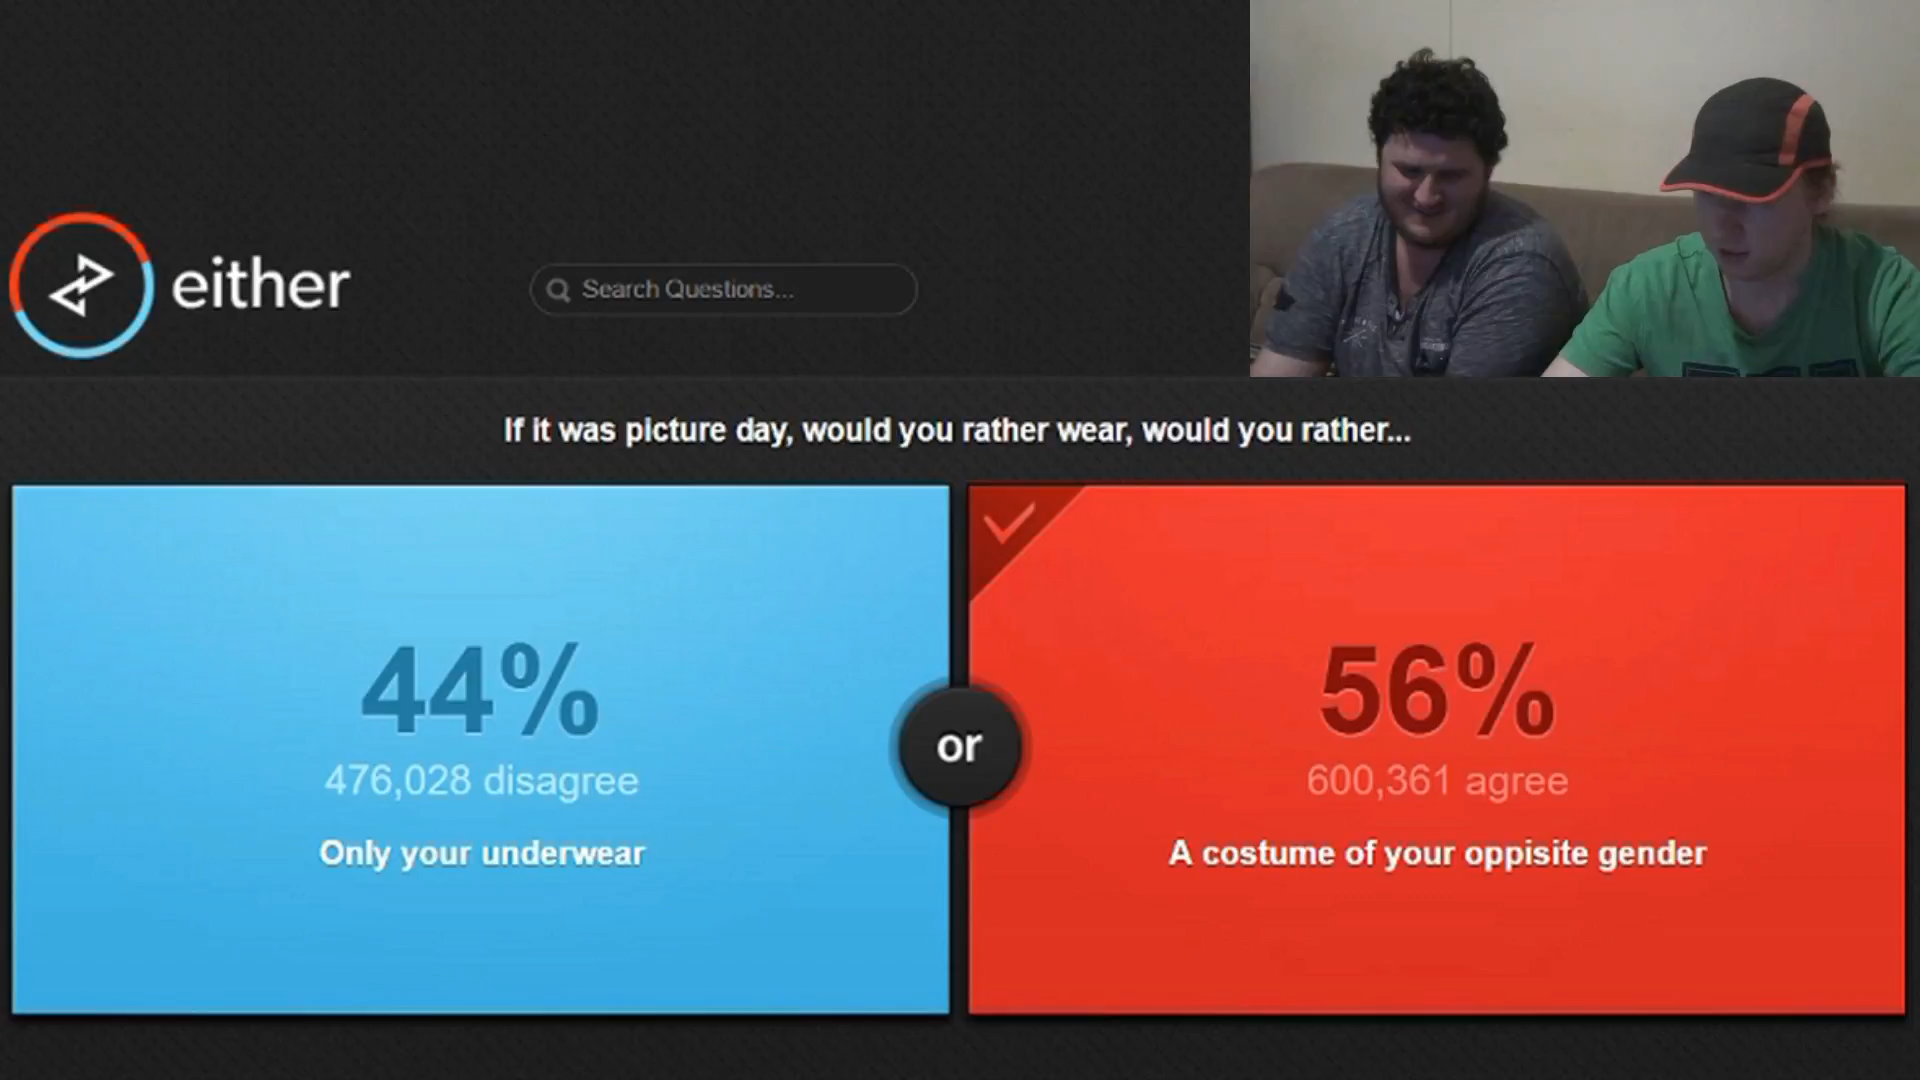 either
Search Questions...
If it was picture day, would you rather wear, would you rather...
44%
476,028 disagree
Only your underwear
or
56%
600,361 agree
A costume of your oppisite gender